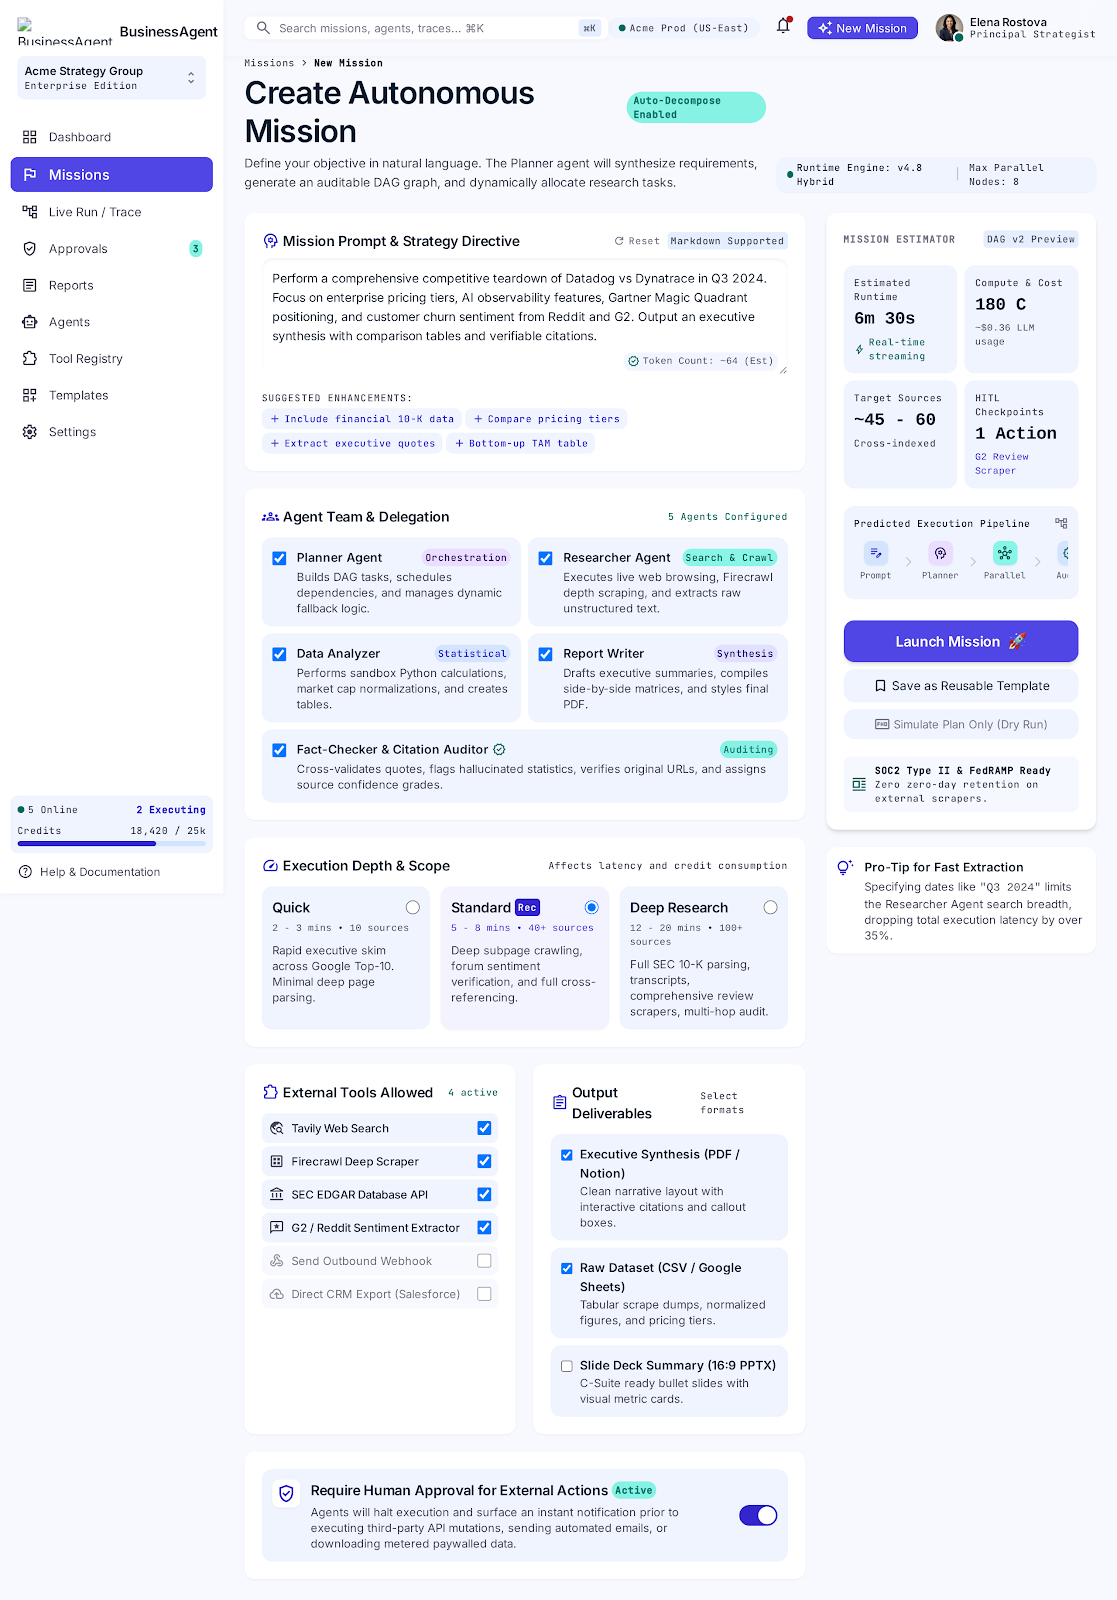 BusinessAgent
BusinessAgent
Acme Strategy Group
Enterprise Edition
Dashboard
Missions
Live Run / Trace
Approvals
3
Reports
Agents
Tool Registry
Templates
Settings
5 Online
2 Executing
Credits
18,420 / 25k
Help & Documentation
Search missions, agents, traces... ⌘K
⌘K
Acme Prod (US-East)
New Mission
Elena Rostova
Principal Strategist
Missions > New Mission
Create Autonomous
Mission
Auto-Decompose
Enabled
Define your objective in natural language. The Planner agent will synthesize requirements,
generate an auditable DAG graph, and dynamically allocate research tasks.
Runtime Engine: v4.8
Hybrid
Max Parallel
Nodes: 8
Mission Prompt & Strategy Directive
Reset
Markdown Supported
Perform a comprehensive competitive teardown of Datadog vs Dynatrace in Q3 2024.
Focus on enterprise pricing tiers, AI observability features, Gartner Magic Quadrant
positioning, and customer churn sentiment from Reddit and G2. Output an executive
synthesis with comparison tables and verifiable citations.
Token Count: ~64 (Est)
SUGGESTED ENHANCEMENTS:
+ Include financial 10-K data
+ Compare pricing tiers
+ Extract executive quotes
+ Bottom-up TAM table
Agent Team & Delegation
5 Agents Configured
Planner Agent
Orchestration
Builds DAG tasks, schedules
dependencies, and manages dynamic
fallback logic.
Researcher Agent
Search & Crawl
Executes live web browsing, Firecrawl
depth scraping, and extracts raw
unstructured text.
Data Analyzer
Statistical
Performs sandbox Python calculations,
market cap normalizations, and creates
tables.
Report Writer
Synthesis
Drafts executive summaries, compiles
side-by-side matrices, and styles final
PDF.
Fact-Checker & Citation Auditor
Auditing
Cross-validates quotes, flags hallucinated statistics, verifies original URLs, and assigns
source confidence grades.
Execution Depth & Scope
Affects latency and credit consumption
Quick
2 - 3 mins • 10 sources
Rapid executive skim
across Google Top-10.
Minimal deep page
parsing.
Standard
Rec
5 - 8 mins • 40+ sources
Deep subpage crawling,
forum sentiment
verification, and full cross-
referencing.
Deep Research
12 - 20 mins • 100+
sources
Full SEC 10-K parsing,
transcripts,
comprehensive review
scrapers, multi-hop audit.
External Tools Allowed
4 active
Tavily Web Search
Firecrawl Deep Scraper
SEC EDGAR Database API
G2 / Reddit Sentiment Extractor
Send Outbound Webhook
Direct CRM Export (Salesforce)
Output
Deliverables
Select
formats
Executive Synthesis (PDF /
Notion)
Clean narrative layout with
interactive citations and callout
boxes.
Raw Dataset (CSV / Google
Sheets)
Tabular scrape dumps, normalized
figures, and pricing tiers.
Slide Deck Summary (16:9 PPTX)
C-Suite ready bullet slides with
visual metric cards.
Require Human Approval for External Actions
Active
Agents will halt execution and surface an instant notification prior to
executing third-party API mutations, sending automated emails, or
downloading metered paywalled data.
MISSION ESTIMATOR
DAG v2 Preview
Estimated
Runtime
6m 30s
Real-time
streaming
Compute & Cost
180 C
~$0.36 LLM
usage
Target Sources
~45 - 60
Cross-indexed
HITL
Checkpoints
1 Action
G2 Review
Scraper
Predicted Execution Pipeline
Prompt
Planner
Parallel
Launch Mission 🚀
Save as Reusable Template
Simulate Plan Only (Dry Run)
SOC2 Type II & FedRAMP Ready
Zero zero-day retention on
external scrapers.
Pro-Tip for Fast Extraction
Specifying dates like "Q3 2024" limits
the Researcher Agent search breadth,
dropping total execution latency by over
35%.